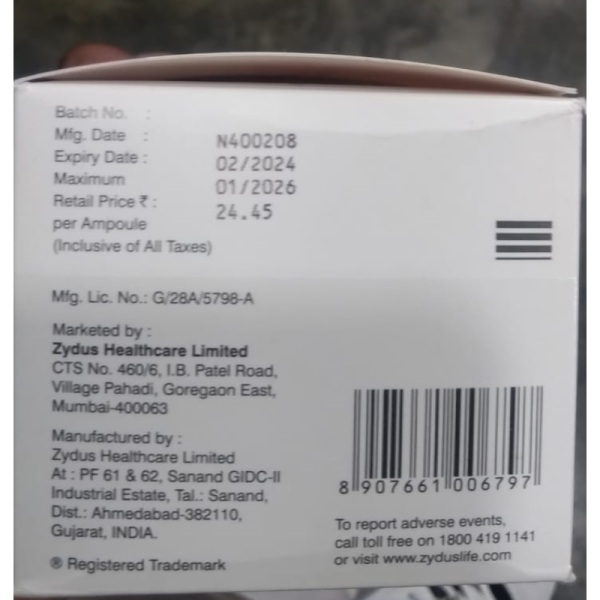 Batch No. :
Mfg. Date : N400208
Expiry Date : 02/2024
Maximum 01/2026
Retail Price ₹ : 24.45
per Ampoule
(Inclusive of All Taxes)
Mfg. Lic. No.: G/28A/5798-A
Marketed by :
Zydus Healthcare Limited
CTS No. 460/6, I.B. Patel Road,
Village Pahadi, Goregaon East,
Mumbai-400063
Manufactured by :
Zydus Healthcare Limited
At : PF 61 & 62, Sanand GIDC-II
Industrial Estate, Tal.: Sanand,
Dist.: Ahmedabad-382110,
Gujarat, INDIA.
® Registered Trademark
8 907661 006797
To report adverse events,
call toll free on 1800 419 1141
or visit www.zyduslife.com